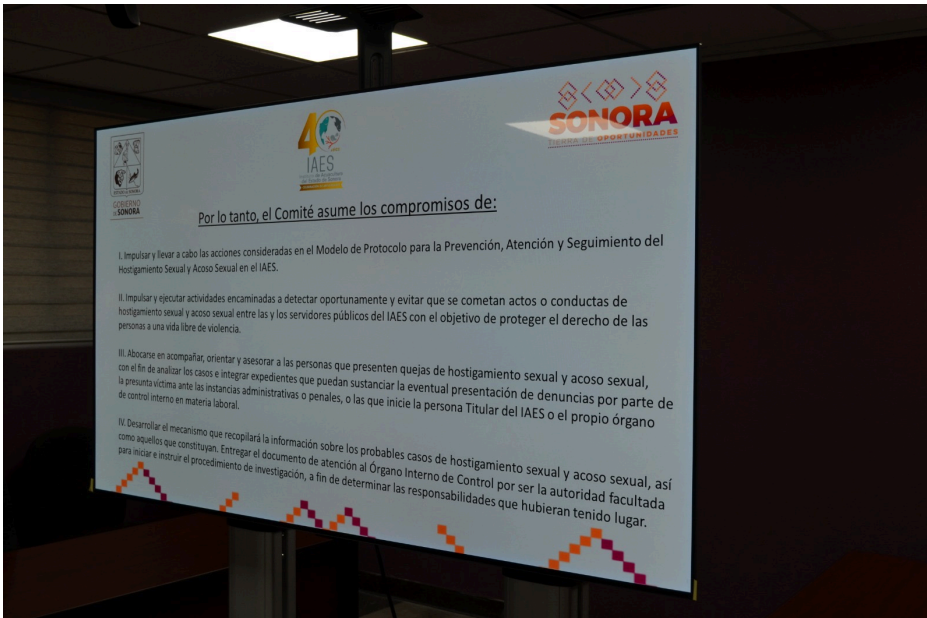 GOBIERNO
DE SONORA
40
IAES
SONORA
TIERRA DE OPORTUNIDADES
Por lo tanto, el Comité asume los compromisos de:
I. Impulsar y llevar a cabo las acciones consideradas en el Modelo de Protocolo para la Prevención, Atención y Seguimiento del
Hostigamiento Sexual y Acoso Sexual en el IAES.
II. Impulsar y ejecutar actividades encaminadas a detectar oportunamente y evitar que se cometan actos o conductas de
hostigamiento sexual y acoso sexual entre las y los servidores públicos del IAES con el objetivo de proteger el derecho de las
personas a una vida libre de violencia.
III. Abocarse en acompañar, orientar y asesorar a las personas que presenten quejas de hostigamiento sexual y acoso sexual,
con el fin de analizar los casos e integrar expedientes que puedan sustanciar la eventual presentación de denuncias por parte de
la presunta víctima ante las instancias administrativas o penales, o las que inicie la persona Titular del IAES o el propio órgano
de control interno en materia laboral.
IV. Desarrollar el mecanismo que recopilará la información sobre los probables casos de hostigamiento sexual y acoso sexual, así
como aquellos que constituyan. Entregar el documento de atención al Órgano Interno de Control por ser la autoridad facultada
para iniciar e instruir el procedimiento de investigación, a fin de determinar las responsabilidades que hubieran tenido lugar.